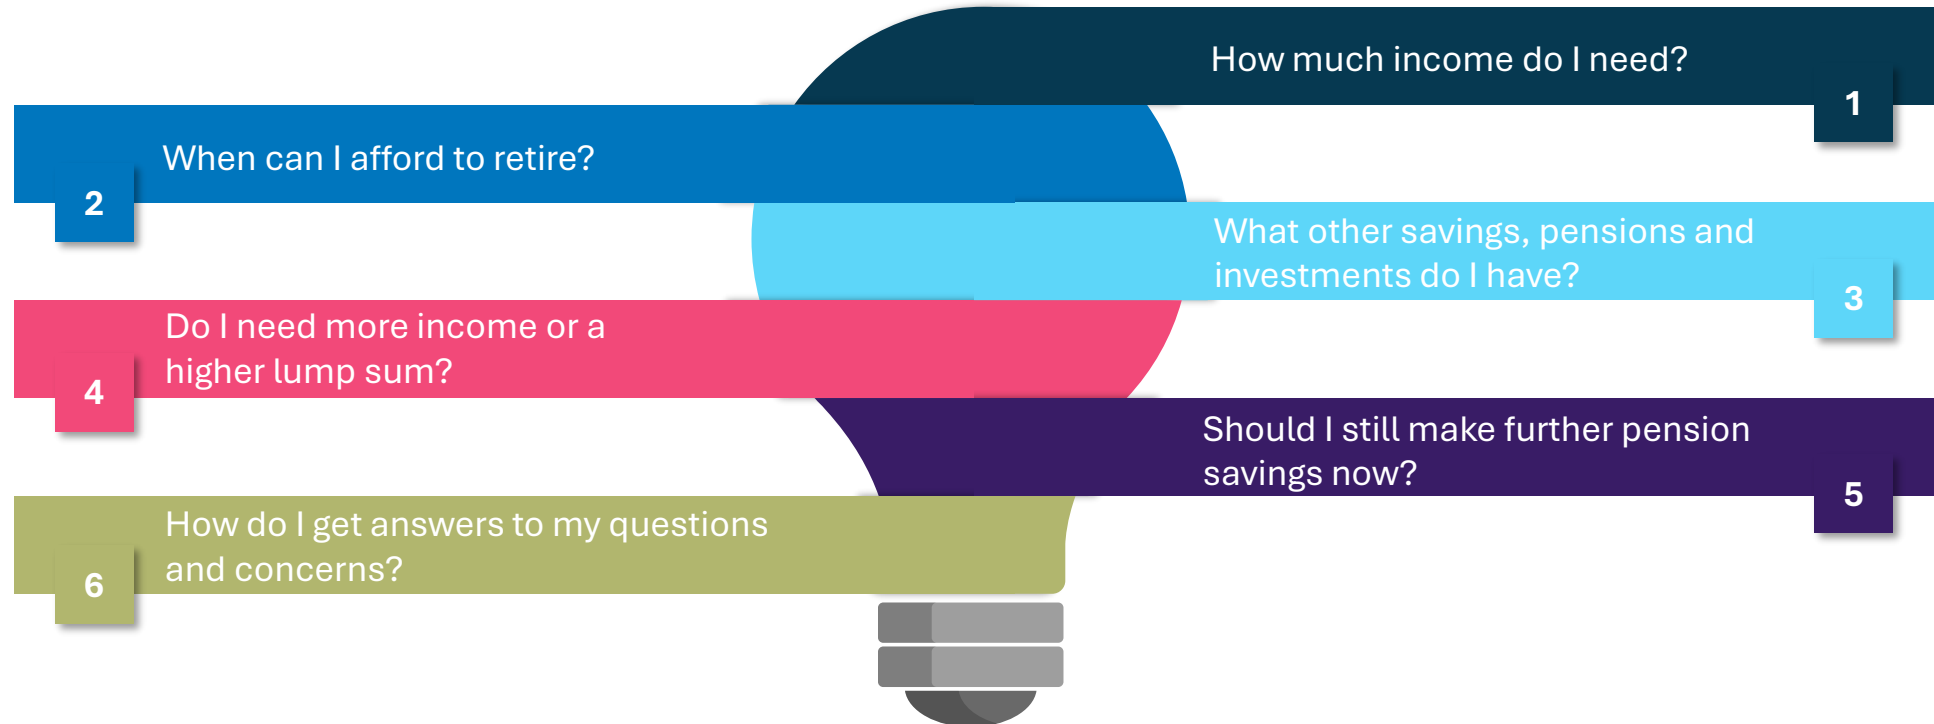 How much income do I need?
1
When can I afford to retire?
2
What other savings, pensions and
investments do I have?
3
Do I need more income or a
higher lump sum?
4
Should I still make further pension
savings now?
5
How do I get answers to my questions
and concerns?
6